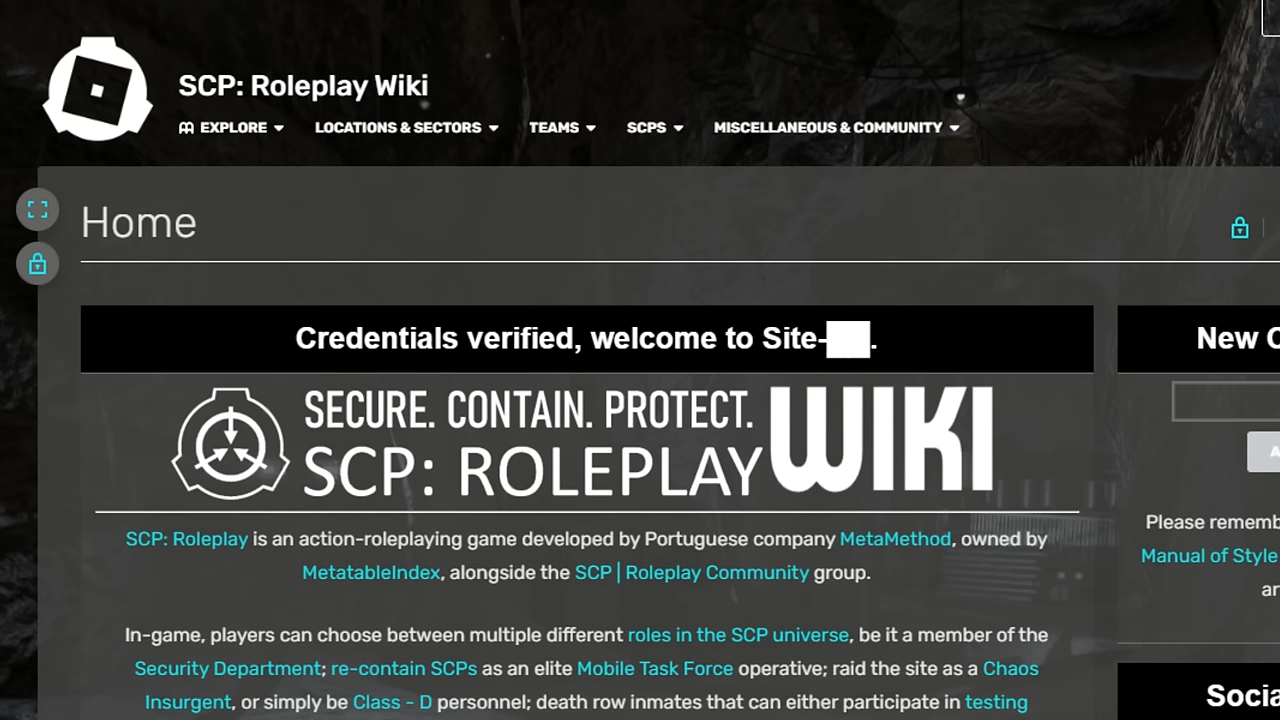 SCP: Roleplay Wiki
EXPLORE
LOCATIONS & SECTORS
TEAMS
SCPS
MISCELLANEOUS & COMMUNITY
Home
Credentials verified, welcome to Site-██.
New
SECURE. CONTAIN. PROTECT.
SCP: ROLEPLAY WIKI
SCP: Roleplay is an action-roleplaying game developed by Portuguese company MetaMethod, owned by
MetatableIndex, alongside the SCP | Roleplay Community group.
Please
Manual of Style
In-game, players can choose between multiple different roles in the SCP universe, be it a member of the
Security Department; re-contain SCPs as an elite Mobile Task Force operative; raid the site as a Chaos
Insurgent, or simply be Class - D personnel; death row inmates that can either participate in testing